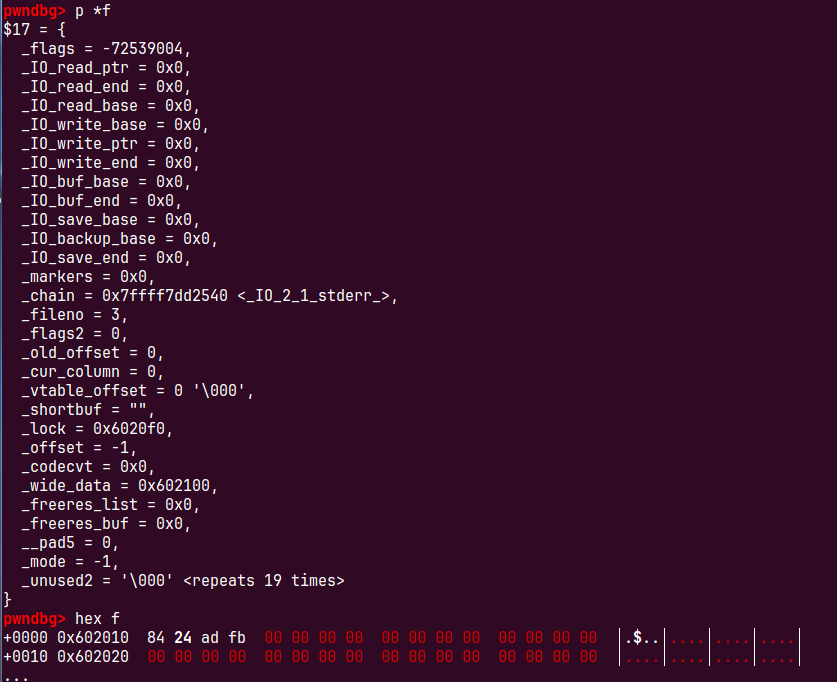 pwndbg> p *f
$17 = {
  _flags = -72539004,
  _IO_read_ptr = 0x0,
  _IO_read_end = 0x0,
  _IO_read_base = 0x0,
  _IO_write_base = 0x0,
  _IO_write_ptr = 0x0,
  _IO_write_end = 0x0,
  _IO_buf_base = 0x0,
  _IO_buf_end = 0x0,
  _IO_save_base = 0x0,
  _IO_backup_base = 0x0,
  _IO_save_end = 0x0,
  _markers = 0x0,
  _chain = 0x7ffff7dd2540 <_IO_2_1_stderr_>,
  _fileno = 3,
  _flags2 = 0,
  _old_offset = 0,
  _cur_column = 0,
  _vtable_offset = 0 '\000',
  _shortbuf = "",
  _lock = 0x6020f0,
  _offset = -1,
  _codecvt = 0x0,
  _wide_data = 0x602100,
  _freeres_list = 0x0,
  _freeres_buf = 0x0,
  __pad5 = 0,
  _mode = -1,
  _unused2 = '\000' <repeats 19 times>
}
pwndbg> hex f
+0000 0x602010  84 24 ad fb  00 00 00 00  00 00 00 00  00 00 00 00  |.$..|....|....|....|
+0010 0x602020  00 00 00 00  00 00 00 00  00 00 00 00  00 00 00 00  |....|....|....|....|
...